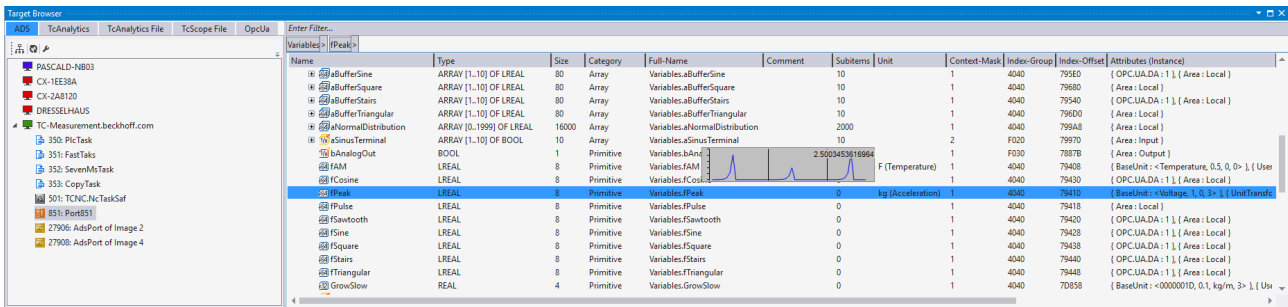 Target Browser
ADS TcAnalytics TcAnalytics File TcScope File OpcUa
Enter Filter...
Variables > fPeak >
PASCALD-NB03
CX-1EE38A
CX-2A8120
DRESSELHAUS
TC-Measurement.beckhoff.com
350: PlcTask
351: FastTaks
352: SevenMsTask
353: CopyTask
501: TCNC.NcTaskSaf
851: Port851
27906: AdsPort of Image 2
27908: AdsPort of Image 4
Name Type Size Category Full-Name Comment Subitems Unit Context-Mask Index-Group Index-Offset Attributes (Instance)
aBufferSine ARRAY [1..10] OF LREAL 80 Array Variables.aBufferSine 10 1 4040 795E0 { OPC.UA.DA : 1 }, { Area : Local }
aBufferSquare ARRAY [1..10] OF LREAL 80 Array Variables.aBufferSquare 10 1 4040 79680 { Area : Local }
aBufferStairs ARRAY [1..10] OF LREAL 80 Array Variables.aBufferStairs 10 1 4040 79540 { OPC.UA.DA : 1 }, { Area : Local }
aBufferTriangular ARRAY [1..10] OF LREAL 80 Array Variables.aBufferTriangular 10 1 4040 796D0 { Area : Local }
aNormalDistribution ARRAY [0..1999] OF LREAL 16000 Array Variables.aNormalDistribution 2000 1 4040 799A8 { Area : Local }
aSinusTerminal ARRAY [1..10] OF BOOL 10 Array Variables.aSinusTerminal 10 2 F020 79970 { Area : Input }
bAnalogOut BOOL 1 Primitive Variables.bAna 2.5003453616964 1 F030 7887B { Area : Output }
fAM LREAL 8 Primitive Variables.fAM F (Temperature) 1 4040 79408 { BaseUnit : <Temperature, 0.5, 0, 0> }, { User
fCosine LREAL 8 Primitive Variables.fCosi 1 4040 79430 { OPC.UA.DA : 1 }, { Area : Local }
fPeak LREAL 8 Primitive Variables.fPeak 0 kg (Acceleration) 1 4040 79410 { BaseUnit : <Voltage, 1, 0, 3> }, { UnitTransfc
fPulse LREAL 8 Primitive Variables.fPulse 0 1 4040 79418 { Area : Local }
fSawtooth LREAL 8 Primitive Variables.fSawtooth 0 1 4040 79420 { OPC.UA.DA : 1 }, { Area : Local }
fSine LREAL 8 Primitive Variables.fSine 0 1 4040 79428 { OPC.UA.DA : 1 }, { Area : Local }
fSquare LREAL 8 Primitive Variables.fSquare 0 1 4040 79438 { OPC.UA.DA : 1 }, { Area : Local }
fStairs LREAL 8 Primitive Variables.fStairs 0 1 4040 79440 { OPC.UA.DA : 1 }, { Area : Local }
fTriangular LREAL 8 Primitive Variables.fTriangular 0 1 4040 79448 { OPC.UA.DA : 1 }, { Area : Local }
GrowSlow REAL 4 Primitive Variables.GrowSlow 0 1 4040 7D858 { BaseUnit : <0000001D, 0.1, kg/m, 3> }, { Use